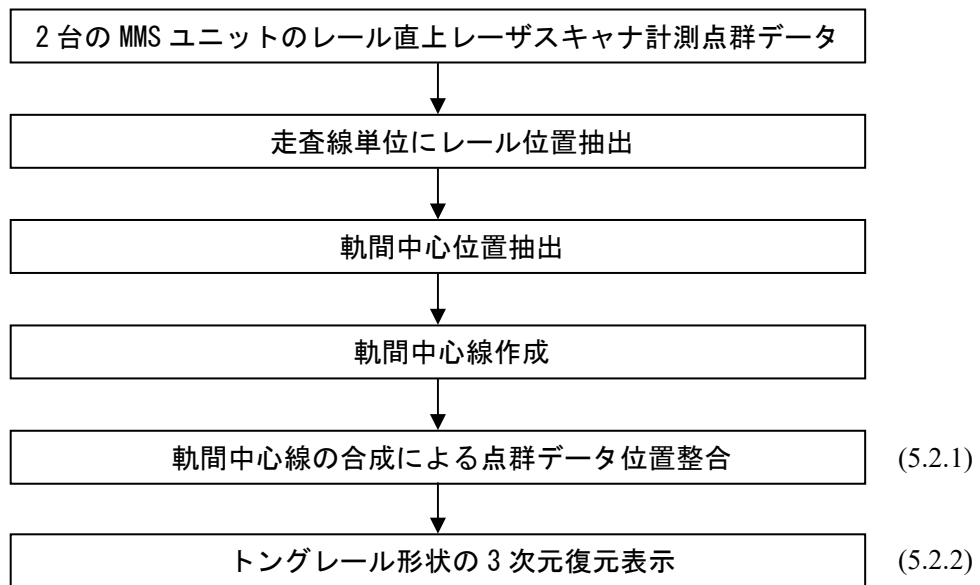 2台のMMSユニットのレール直上レーザスキャナ計測点群データ
走査線単位にレール位置抽出
軌間中心位置抽出
軌間中心線作成
軌間中心線の合成による点群データ位置整合 (5.2.1)
トングレール形状の3次元復元表示 (5.2.2)